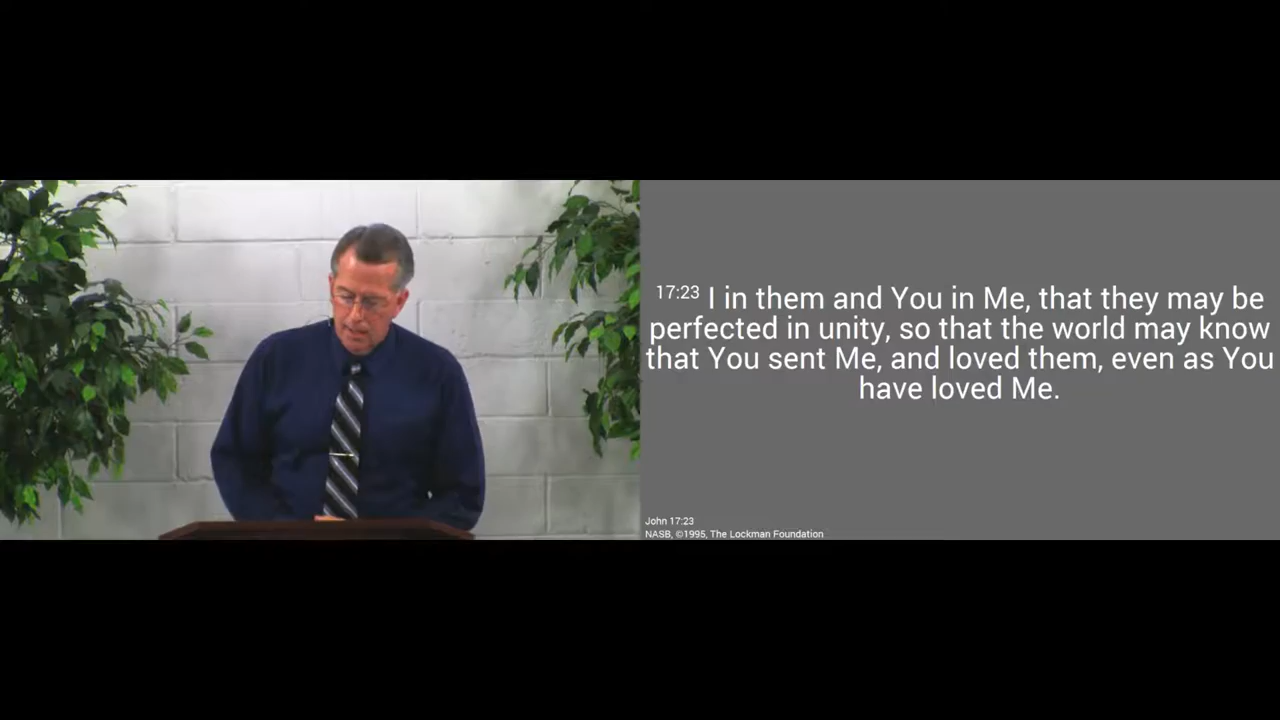 17:23 I in them and You in Me, that they may be
perfected in unity, so that the world may know
that You sent Me, and loved them, even as You
have loved Me.
John 17:23
NASB, ©1995, The Lockman Foundation